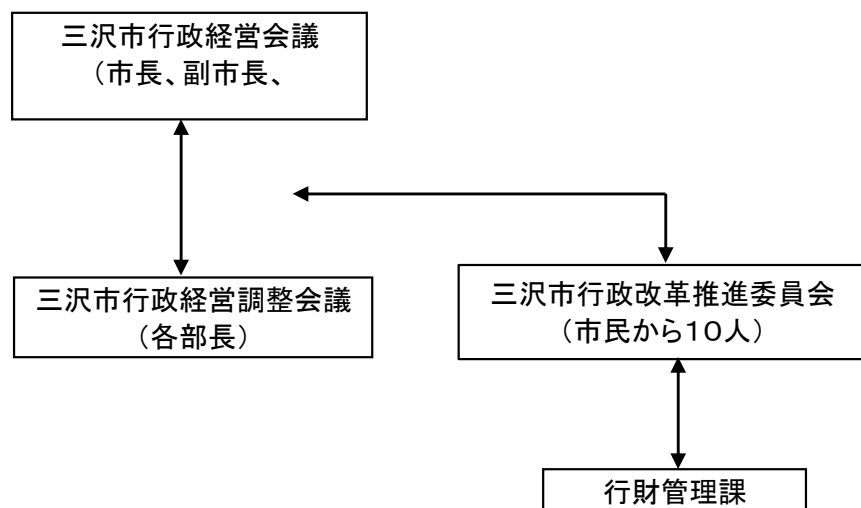 三沢市行政経営会議
（市長、副市長、
三沢市行政経営調整会議
（各部長）
三沢市行政改革推進委員会
（市民から１０人）
行財管理課